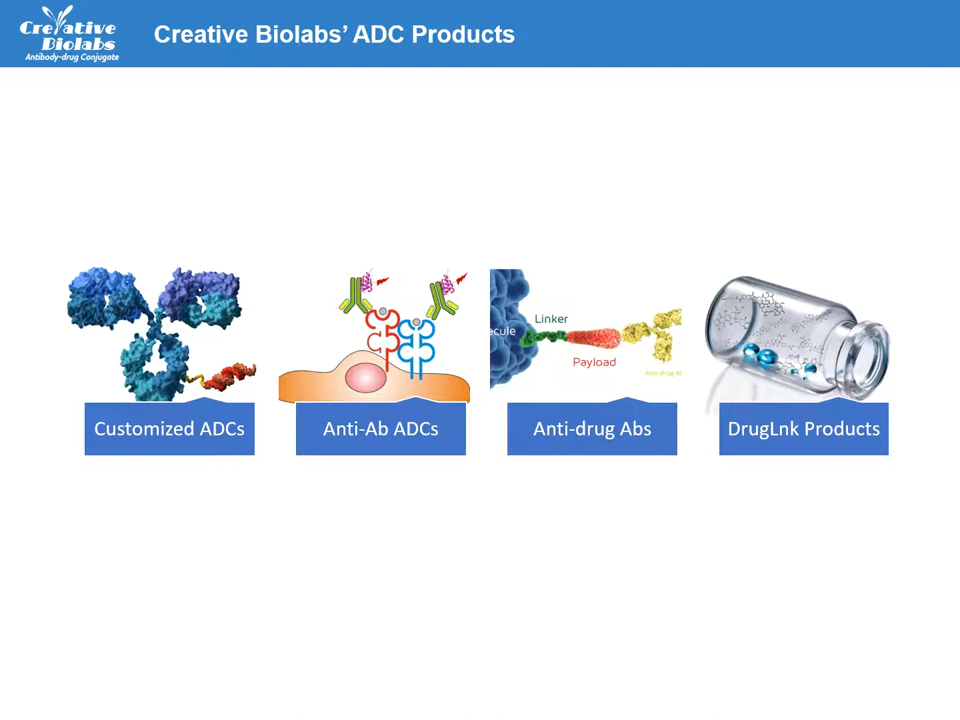 Creative
Biolabs
Antibody-drug Conjugate
Creative Biolabs’ ADC Products
Linker
ecule
Payload
Anti-drug A
Customized ADCs
Anti-Ab ADCs
Anti-drug Abs
DrugLnk Products